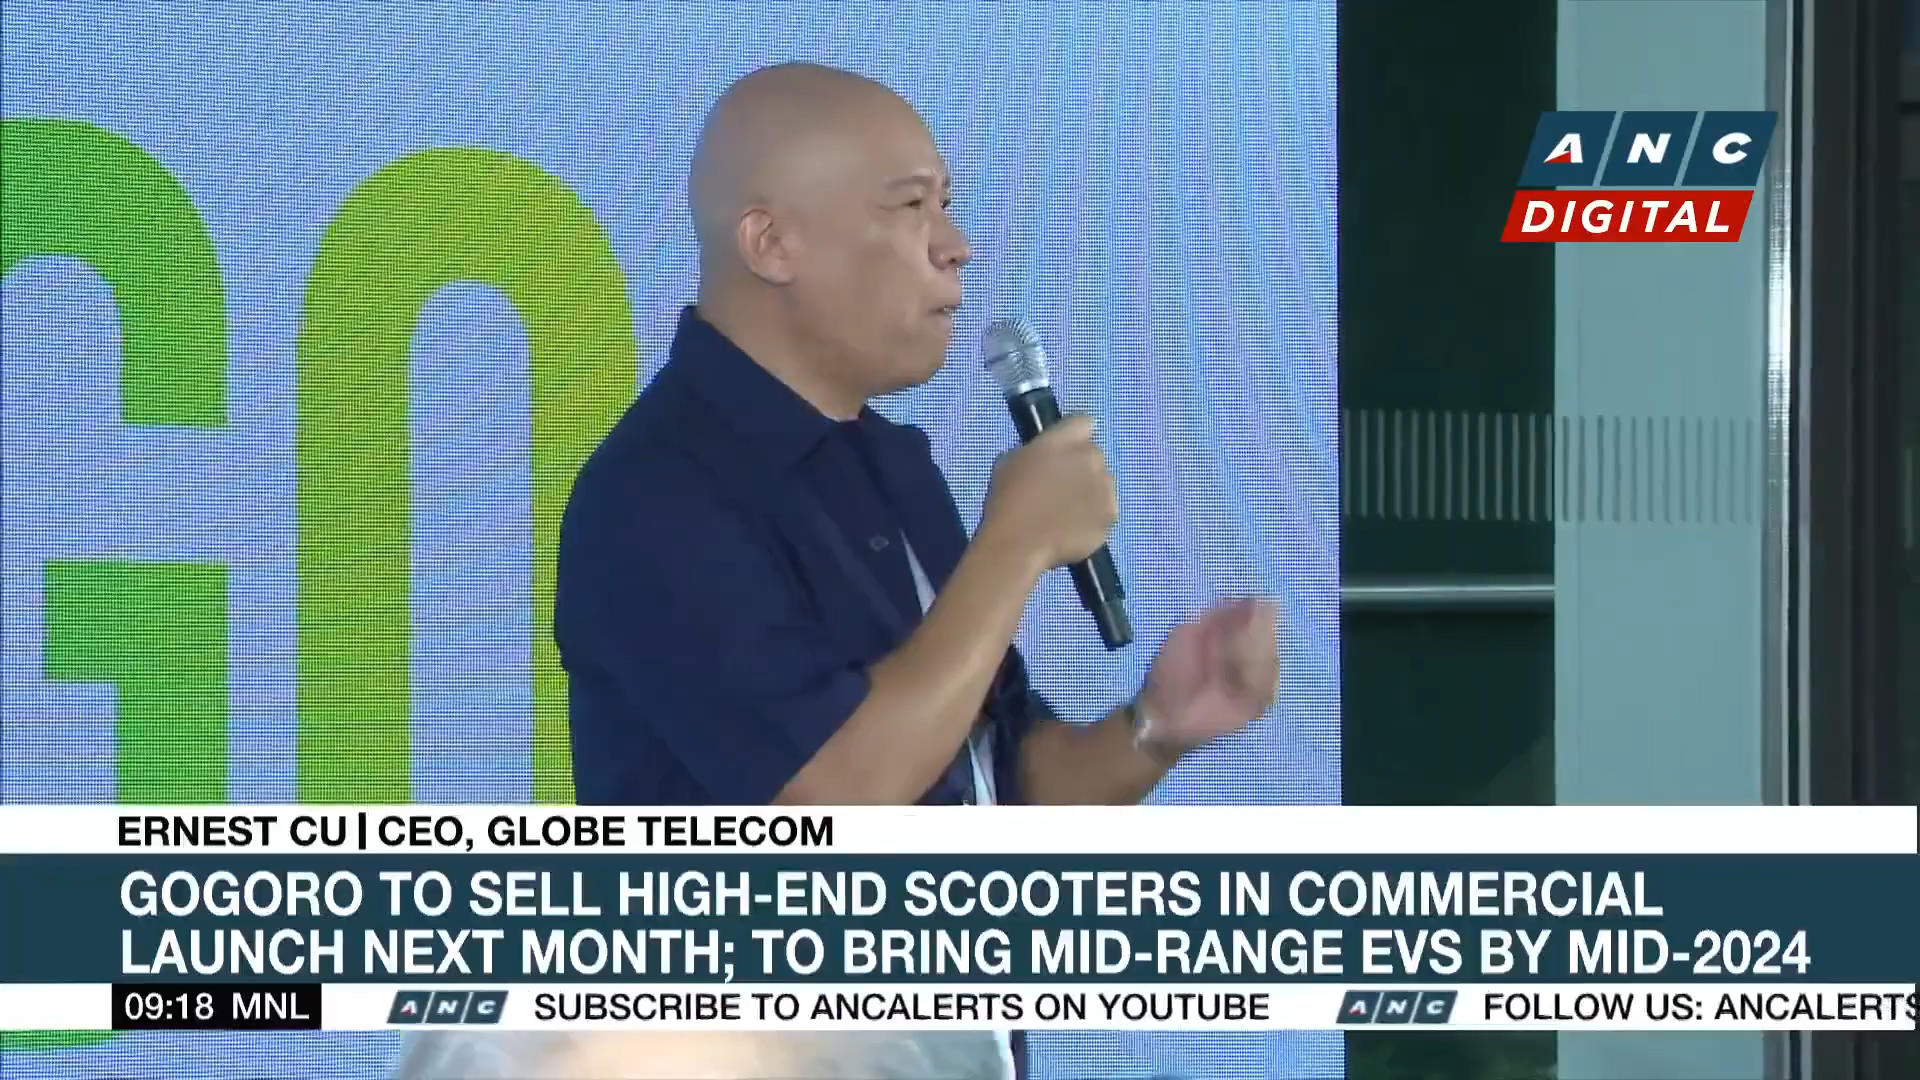 GO
ANC
DIGITAL
ERNEST CU | CEO, GLOBE TELECOM
GOGORO TO SELL HIGH-END SCOOTERS IN COMMERCIAL
LAUNCH NEXT MONTH; TO BRING MID-RANGE EVS BY MID-2024
09:18 MNL ANC SUBSCRIBE TO ANCALERTS ON YOUTUBE ANC FOLLOW US: ANCALERTS